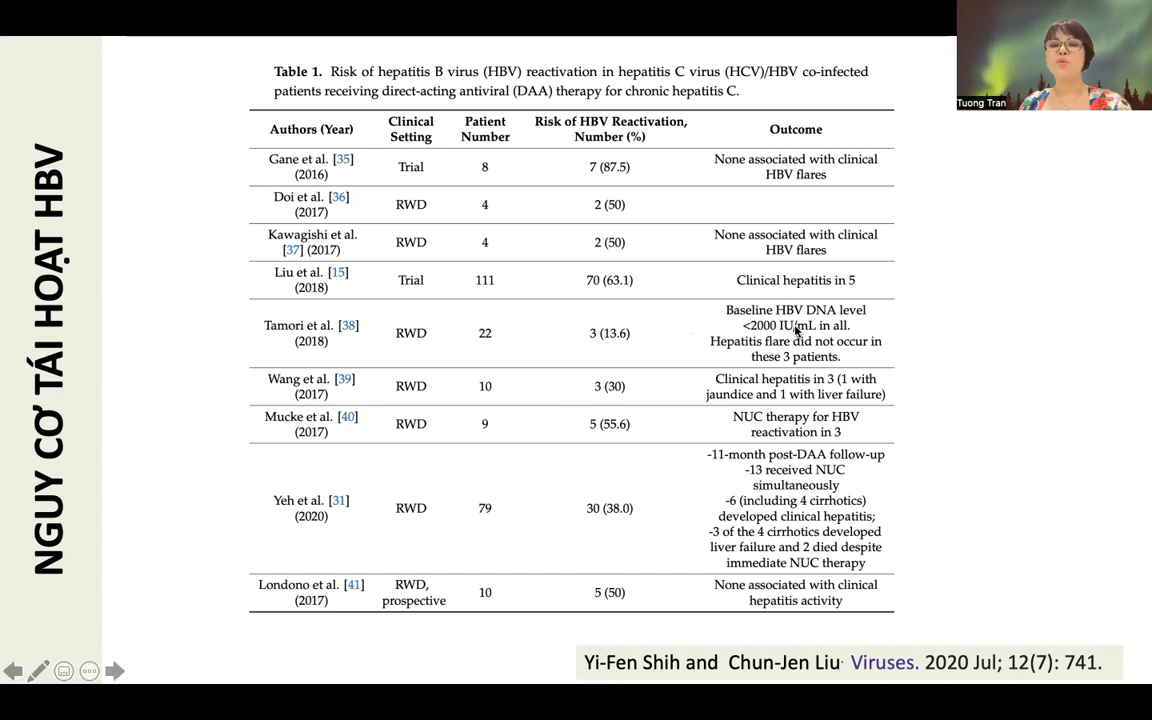 NGUY CƠ TÁI HOẠT HBV
Table 1. Risk of hepatitis B virus (HBV) reactivation in hepatitis C virus (HCV)/HBV co-infected
patients receiving direct-acting antiviral (DAA) therapy for chronic hepatitis C.
Tuong Tran
Authors (Year) Clinical Setting Patient Number Risk of HBV Reactivation, Number (%) Outcome
Gane et al. [35] (2016) Trial 8 7 (87.5) None associated with clinical HBV flares
Doi et al. [36] (2017) RWD 4 2 (50)
Kawagishi et al. [37] (2017) RWD 4 2 (50) None associated with clinical HBV flares
Liu et al. [15] (2018) Trial 111 70 (63.1) Clinical hepatitis in 5
Tamori et al. [38] (2018) RWD 22 3 (13.6) Baseline HBV DNA level <2000 IU/mL in all. Hepatitis flare did not occur in these 3 patients.
Wang et al. [39] (2017) RWD 10 3 (30) Clinical hepatitis in 3 (1 with jaundice and 1 with liver failure)
Mucke et al. [40] (2017) RWD 9 5 (55.6) NUC therapy for HBV reactivation in 3
Yeh et al. [31] (2020) RWD 79 30 (38.0) -11-month post-DAA follow-up -13 received NUC simultaneously -6 (including 4 cirrhotics) developed clinical hepatitis; -3 of the 4 cirrhotics developed liver failure and 2 died despite immediate NUC therapy
Londono et al. [41] (2017) RWD, prospective 10 5 (50) None associated with clinical hepatitis activity
Yi-Fen Shih and Chun-Jen Liu Viruses. 2020 Jul; 12(7): 741.